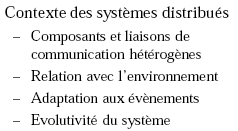 Contexte des systèmes distribués
– Composants et liaisons de
communication hétérogènes
– Relation avec l'environnement
– Adaptation aux évènements
– Evolutivité du système